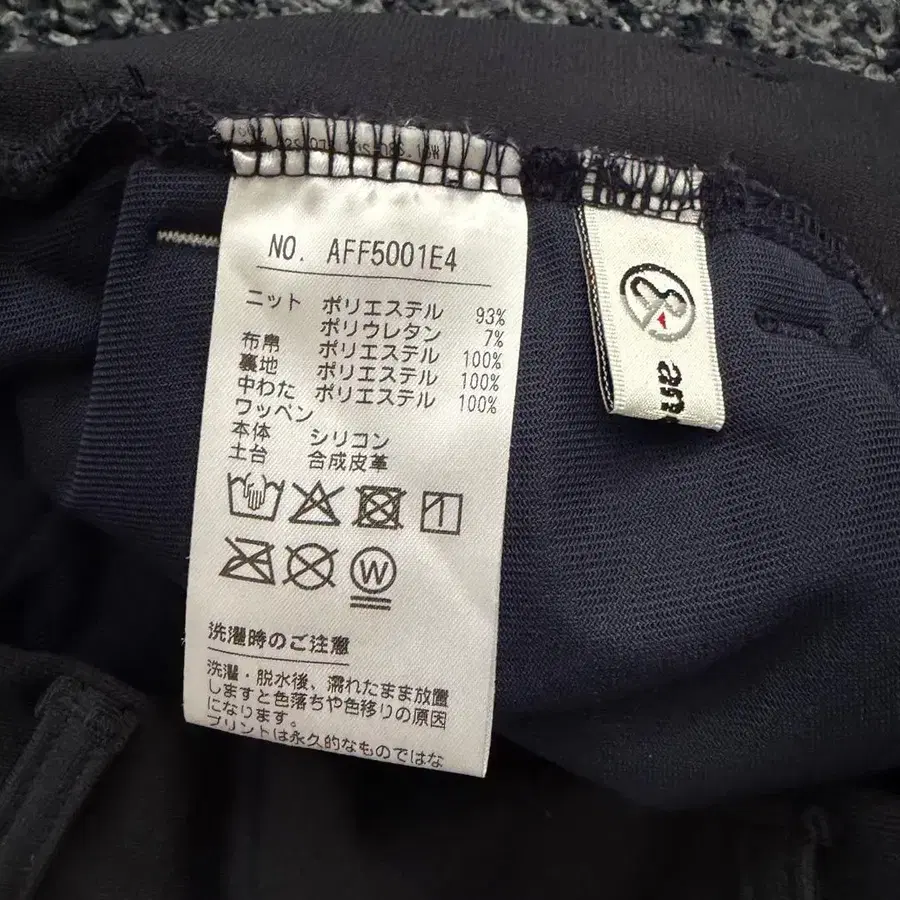 NO. AFF5001E4
ニット ポリエステル 93%
ポリウレタン 7%
布帛 ポリエステル 100%
裏地 ポリエステル 100%
中わた ポリエステル 100%
ワッペン
本体 シリコン
土台 合成皮革
W
洗濯時のご注意
洗濯・脱水後、濡れたまま放置
しますと色落ちや色移りの原因
になります。
プリントは永久的なものではな